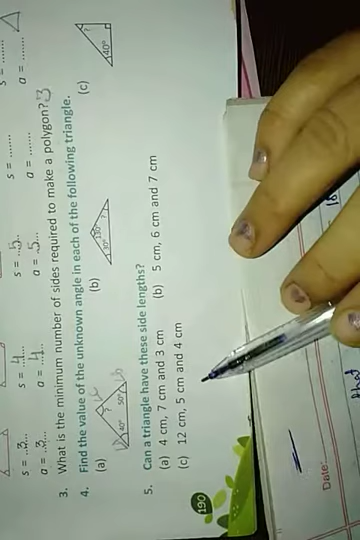 s = ..3.. s = ..4.. s = ..5.. s = ....... s = .......
a = ..3.. a = ..4.. a = ..5.. a = ....... a = .......
3. What is the minimum number of sides required to make a polygon? 3
4. Find the value of the unknown angle in each of the following triangle.
(a) (b) (c)
40° ? 50° 30° 130° ? ? 40°
5. Can a triangle have these side lengths?
(a) 4 cm, 7 cm and 3 cm (b) 5 cm, 6 cm and 7 cm
(c) 12 cm, 5 cm and 4 cm
190
Date:
that